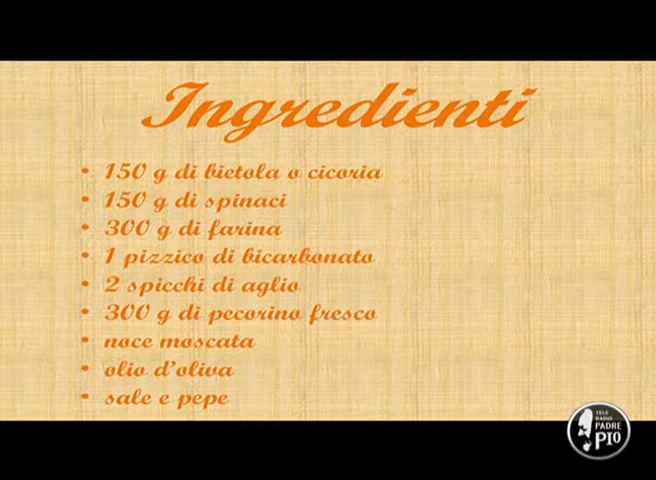 Ingredienti
• 150 g di bietola o cicoria
• 150 g di spinaci
• 300 g di farina
• 1 pizzico di bicarbonato
• 2 spicchi di aglio
• 300 g di pecorino fresco
• noce moscata
• olio d'oliva
• sale e pepe
TELE
RADIO
PADRE
PIO